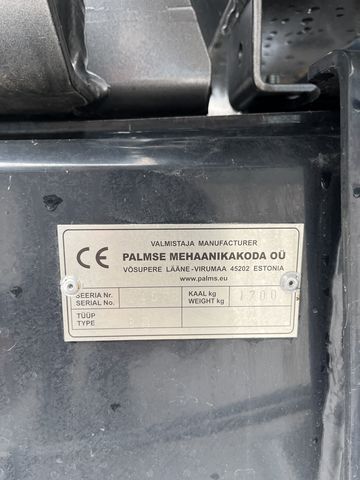 CE
VALMISTAJA MANUFACTURER
PALMSE MEHAANIKAKODA OÜ
VÕSUPERE LÄÄNE-VIRUMAA 45202 ESTONIA
www.palms.eu
SEERIA Nr. KAAL kg
SERIAL No. WEIGHT kg 1700
TÜÜP
TYPE